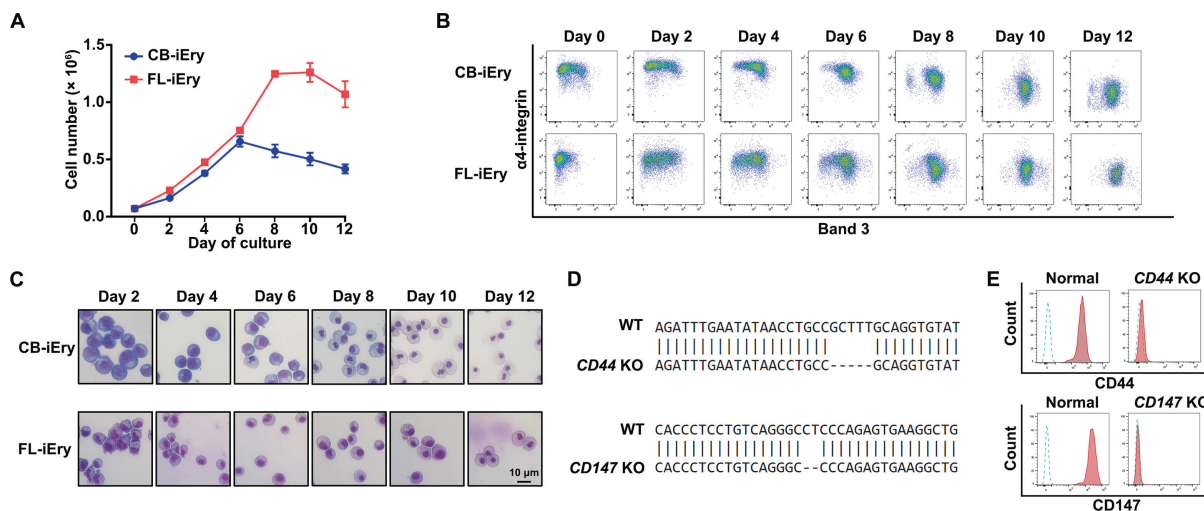 A
Cell number (× 10⁶)
1.5
1.0
0.5
0.0
CB-iEry
FL-iEry
0 2 4 6 8 10 12
Day of culture
B
Day 0 Day 2 Day 4 Day 6 Day 8 Day 10 Day 12
CB-iEry
FL-iEry
α4-integrin
Band 3
C
Day 2 Day 4 Day 6 Day 8 Day 10 Day 12
CB-iEry
FL-iEry
10 µm
D
WT AGATTTGAATATAACCTGCCGCTTTGCAGGTGTAT
CD44 KO AGATTTGAATATAACCTGCC-----GCAGGTGTAT
WT CACCCTCCTGTCAGGGCCTCCCAGAGTGAAGGCTG
CD147 KO CACCCTCCTGTCAGGGC--CCCAGAGTGAAGGCTG
E
Normal CD44 KO
Count
CD44
Normal CD147 KO
Count
CD147